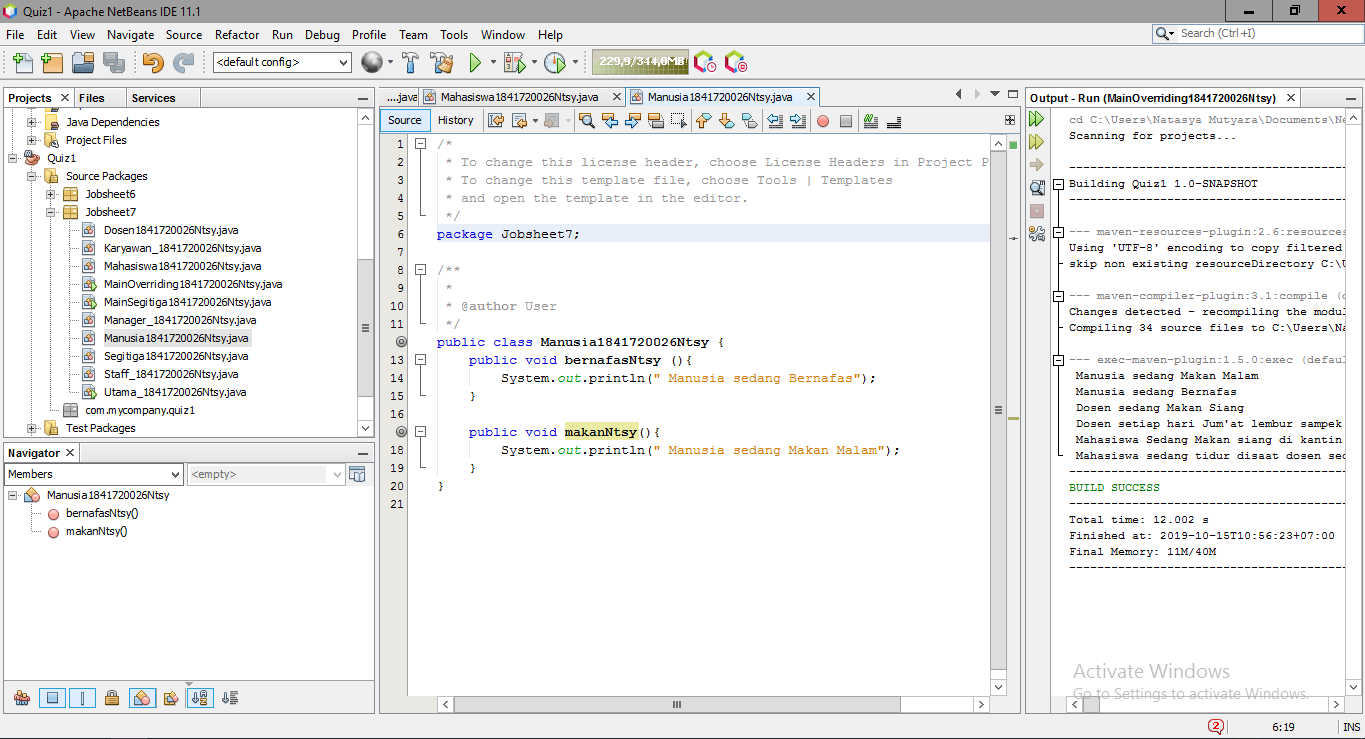 Quiz1 - Apache NetBeans IDE 11.1
File Edit View Navigate Source Refactor Run Debug Profile Team Tools Window Help
Search (Ctrl+I)
<default config>
229,9/344,0MB
Projects Files Services
Java Dependencies
Project Files
Quiz1
Source Packages
Jobsheet6
Jobsheet7
Dosen1841720026Ntsy.java
Karyawan_1841720026Ntsy.java
Mahasiswa1841720026Ntsy.java
MainOverriding1841720026Ntsy.java
MainSegitiga1841720026Ntsy.java
Manager_1841720026Ntsy.java
Manusia1841720026Ntsy.java
Segitiga1841720026Ntsy.java
Staff_1841720026Ntsy.java
Utama_1841720026Ntsy.java
com.mycompany.quiz1
Test Packages
Navigator
Members
<empty>
Manusia1841720026Ntsy
bernafasNtsy()
makanNtsy()
....java Mahasiswa1841720026Ntsy.java Manusia1841720026Ntsy.java
Source History
1 /*
2 * To change this license header, choose License Headers in Project P
3 * To change this template file, choose Tools | Templates
4 * and open the template in the editor.
5 */
6 package Jobsheet7;
7
8 /**
9 *
10 * @author User
11 */
public class Manusia1841720026Ntsy {
13 public void bernafasNtsy (){
14 System.out.println(" Manusia sedang Bernafas");
15 }
16
public void makanNtsy(){
18 System.out.println(" Manusia sedang Makan Malam");
19 }
20 }
21
Output - Run (MainOverriding1841720026Ntsy)
cd C:\Users\Natasya Mutyara\Documents\Ne
Scanning for projects...
Building Quiz1 1.0-SNAPSHOT
--- maven-resources-plugin:2.6:resources
Using 'UTF-8' encoding to copy filtered
skip non existing resourceDirectory C:\U
--- maven-compiler-plugin:3.1:compile (d
Changes detected - recompiling the modul
Compiling 34 source files to C:\Users\Na
--- exec-maven-plugin:1.5.0:exec (defaul
Manusia sedang Makan Malam
Manusia sedang Bernafas
Dosen sedang Makan Siang
Dosen setiap hari Jum'at lembur sampek
Mahasiswa Sedang Makan siang di kantin
Mahasiswa sedang tidur disaat dosen sed
BUILD SUCCESS
Total time: 12.002 s
Finished at: 2019-10-15T10:56:23+07:00
Final Memory: 11M/40M
Activate Windows
Go to Settings to activate Windows.
2
6:19
INS